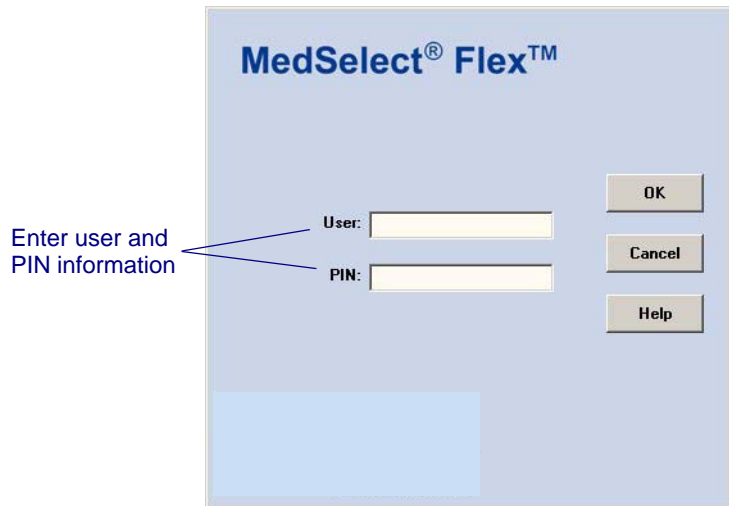 MedSelect® Flex™
OK
User:
Enter user and
PIN information
Cancel
PIN:
Help